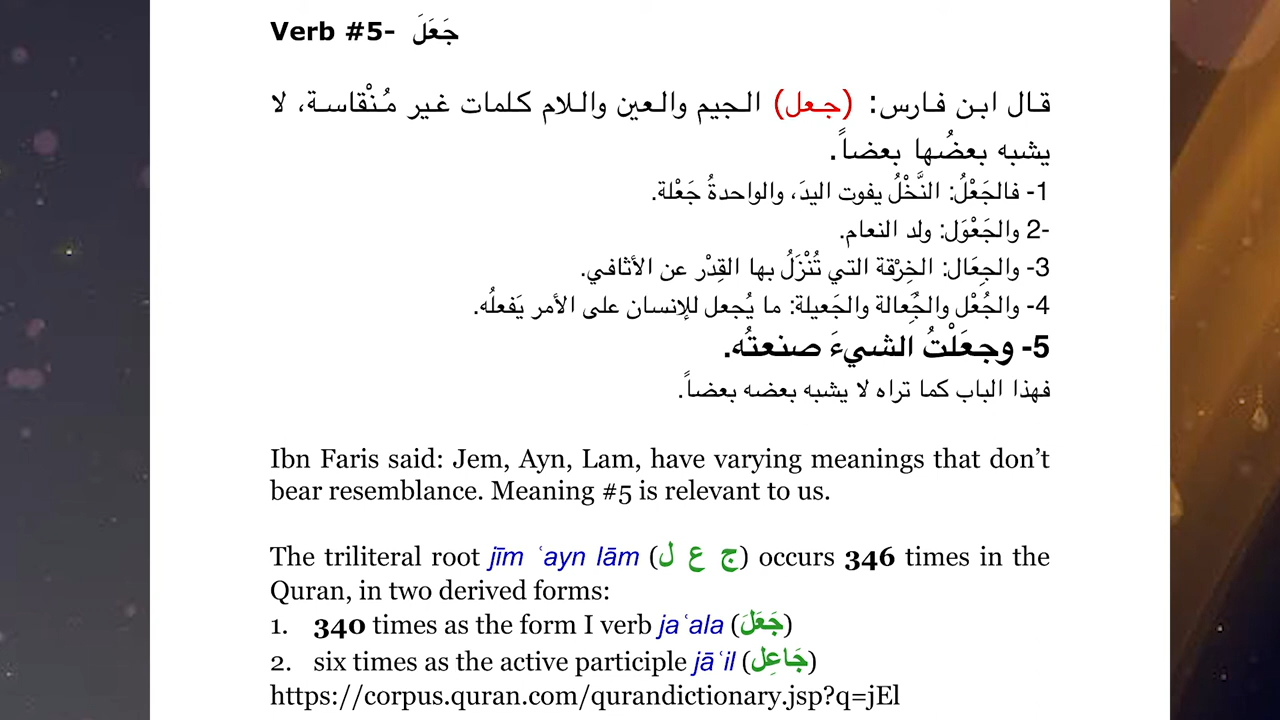 Verb #5- جَعَلَ
قال ابن فارس: (جعل) الجيم والعين واللام كلمات غير مُنْقاسة، لا
يشبه بعضُها بعضاً.
1- فالجَعْلُ: النَّخْلُ يفوت اليدَ، والواحدةُ جَعْلة.
-2 والجَعْوَل: ولد النعام.
3- والجِعَال: الخِرْقة التي تُنْزَلُ بها القِدْر عن الأثافي.
4- والجُعْل والجُِعالة والجَعيلة: ما يُجعل للإنسان على الأمر يَفعلُه.
5- وجعَلْتُ الشيءَ صنعتُه.
فهذا الباب كما تراه لا يشبه بعضه بعضاً.
Ibn Faris said: Jem, Ayn, Lam, have varying meanings that don’t
bear resemblance. Meaning #5 is relevant to us.
The triliteral root jīm ʿayn lām (ج ع ل) occurs 346 times in the
Quran, in two derived forms:
1. 340 times as the form I verb jaʿala (جَعَلَ)
2. six times as the active participle jāʿil (جَاعِل)
https://corpus.quran.com/qurandictionary.jsp?q=jEl